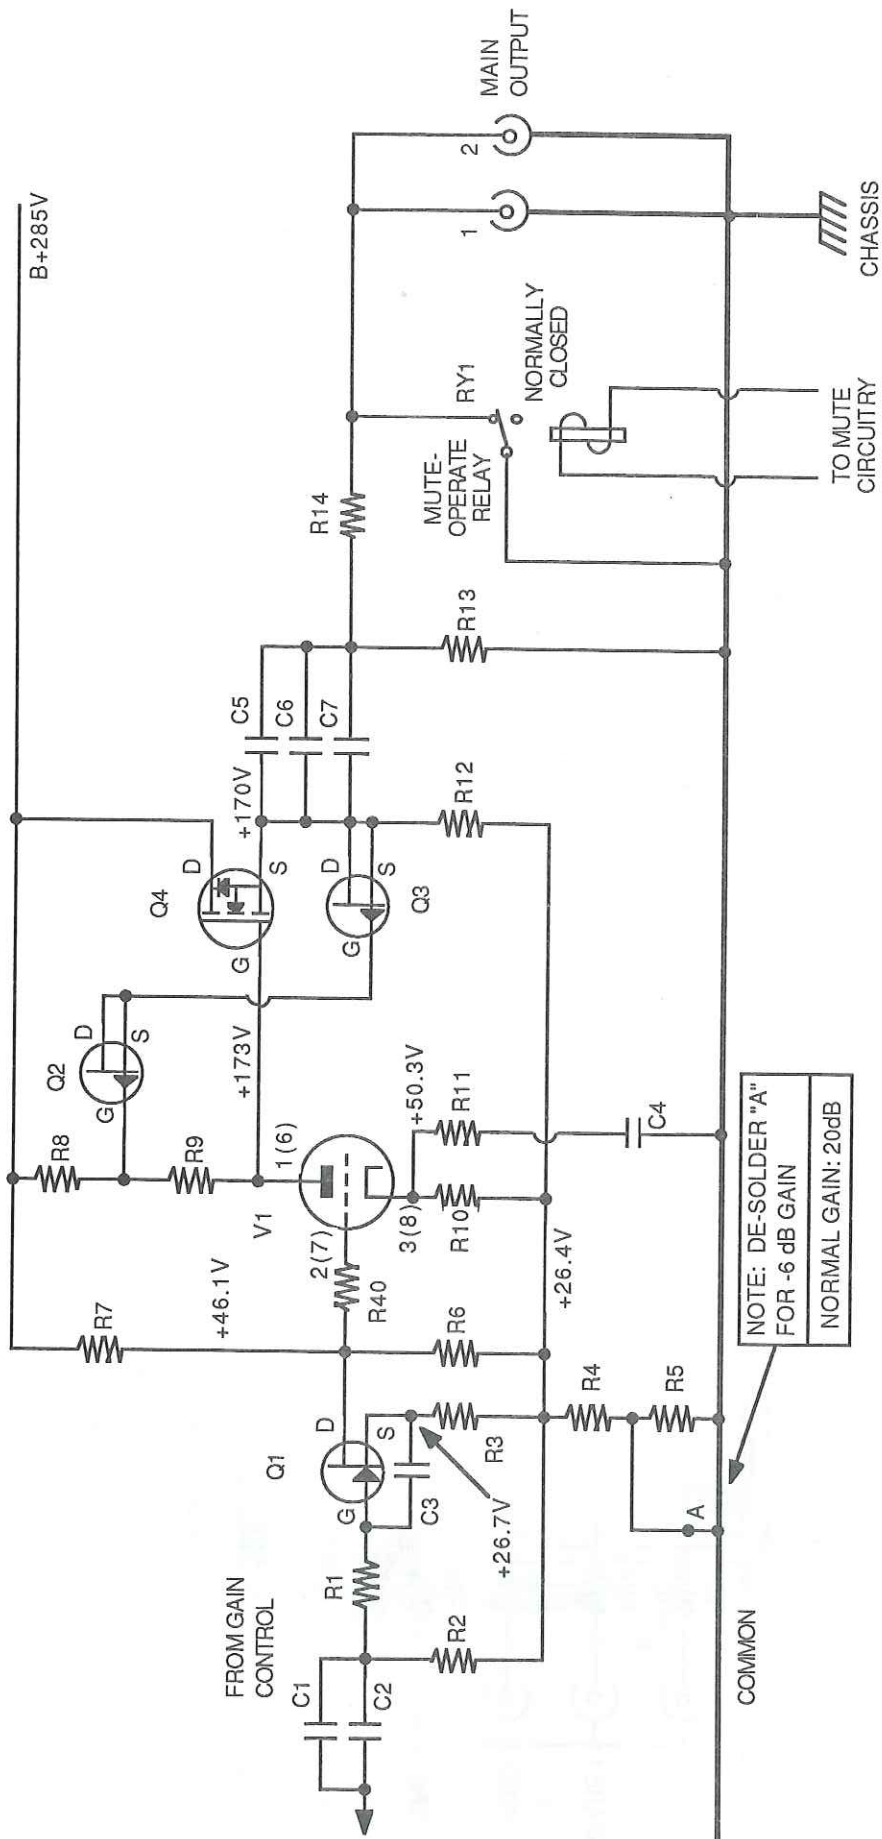 B+285V
R8
R7
Q2
D
S
G
Q4
D
S
G
+173V
+170V
C5
C6
C7
R14
R9
+46.1V
V1
1(6)
2(7)
3(8)
R40
Q3
D
S
G
R12
R13
MUTE-
OPERATE
RELAY
RY1
NORMALLY
CLOSED
1
2
MAIN
OUTPUT
FROM GAIN
CONTROL
C1
C2
R1
Q1
D
S
G
C3
+26.7V
R2
R3
R6
R10
+50.3V
R11
+26.4V
R4
R5
A
C4
COMMON
NOTE: DE-SOLDER "A"
FOR -6 dB GAIN
NORMAL GAIN: 20dB
TO MUTE
CIRCUITRY
CHASSIS